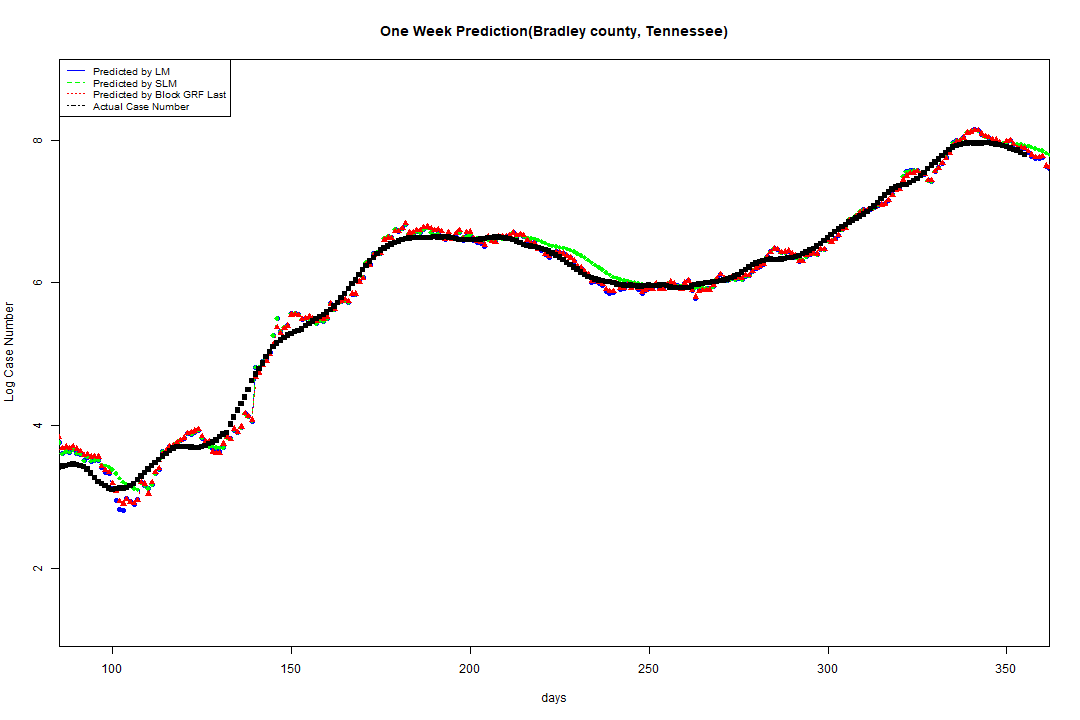 One Week Prediction(Bradley county, Tennessee)
Predicted by LM
Predicted by SLM
Predicted by Block GRF Last
Actual Case Number
8
6
4
2
Log Case Number
100 150 200 250 300 350
days